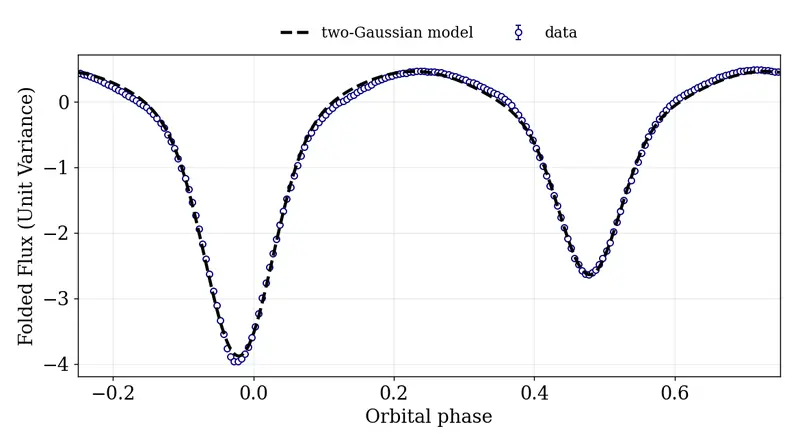 two-Gaussian model
data
Folded Flux (Unit Variance)
0
−1
−2
−3
−4
−0.2
0.0
0.2
0.4
0.6
Orbital phase